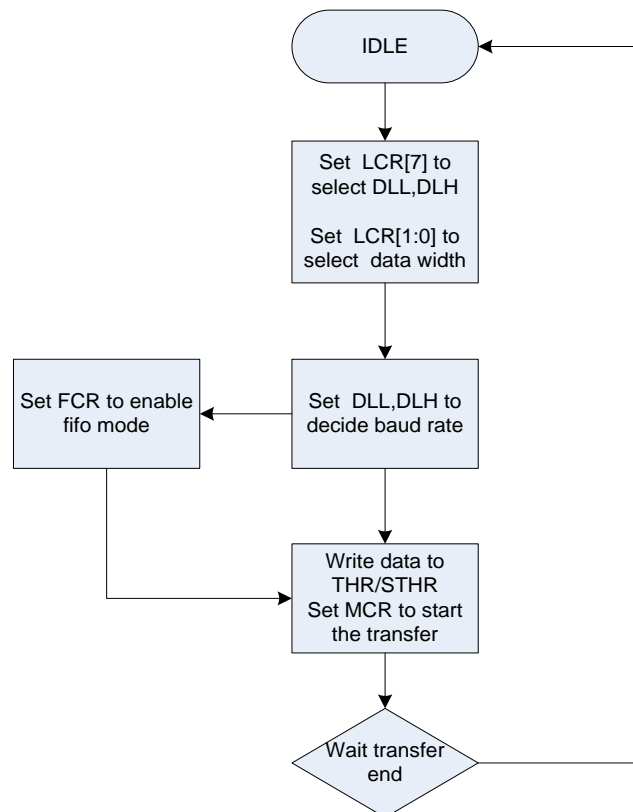 IDLE
Set LCR[7] to
select DLL,DLH
Set LCR[1:0] to
select data width
Set FCR to enable
fifo mode
Set DLL,DLH to
decide baud rate
Write data to
THR/STHR
Set MCR to start
the transfer
Wait transfer
end